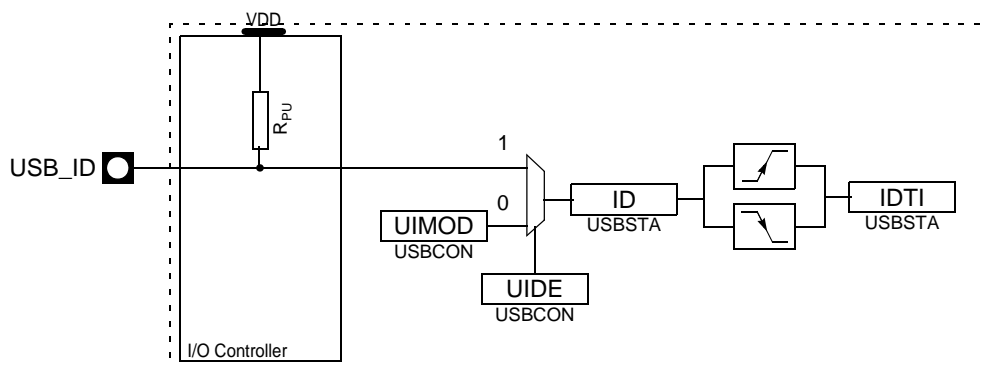 VDD
RPU
1
USB_ID
0
ID
USBSTA
IDTI
USBSTA
UIMOD
USBCON
UIDE
USBCON
I/O Controller